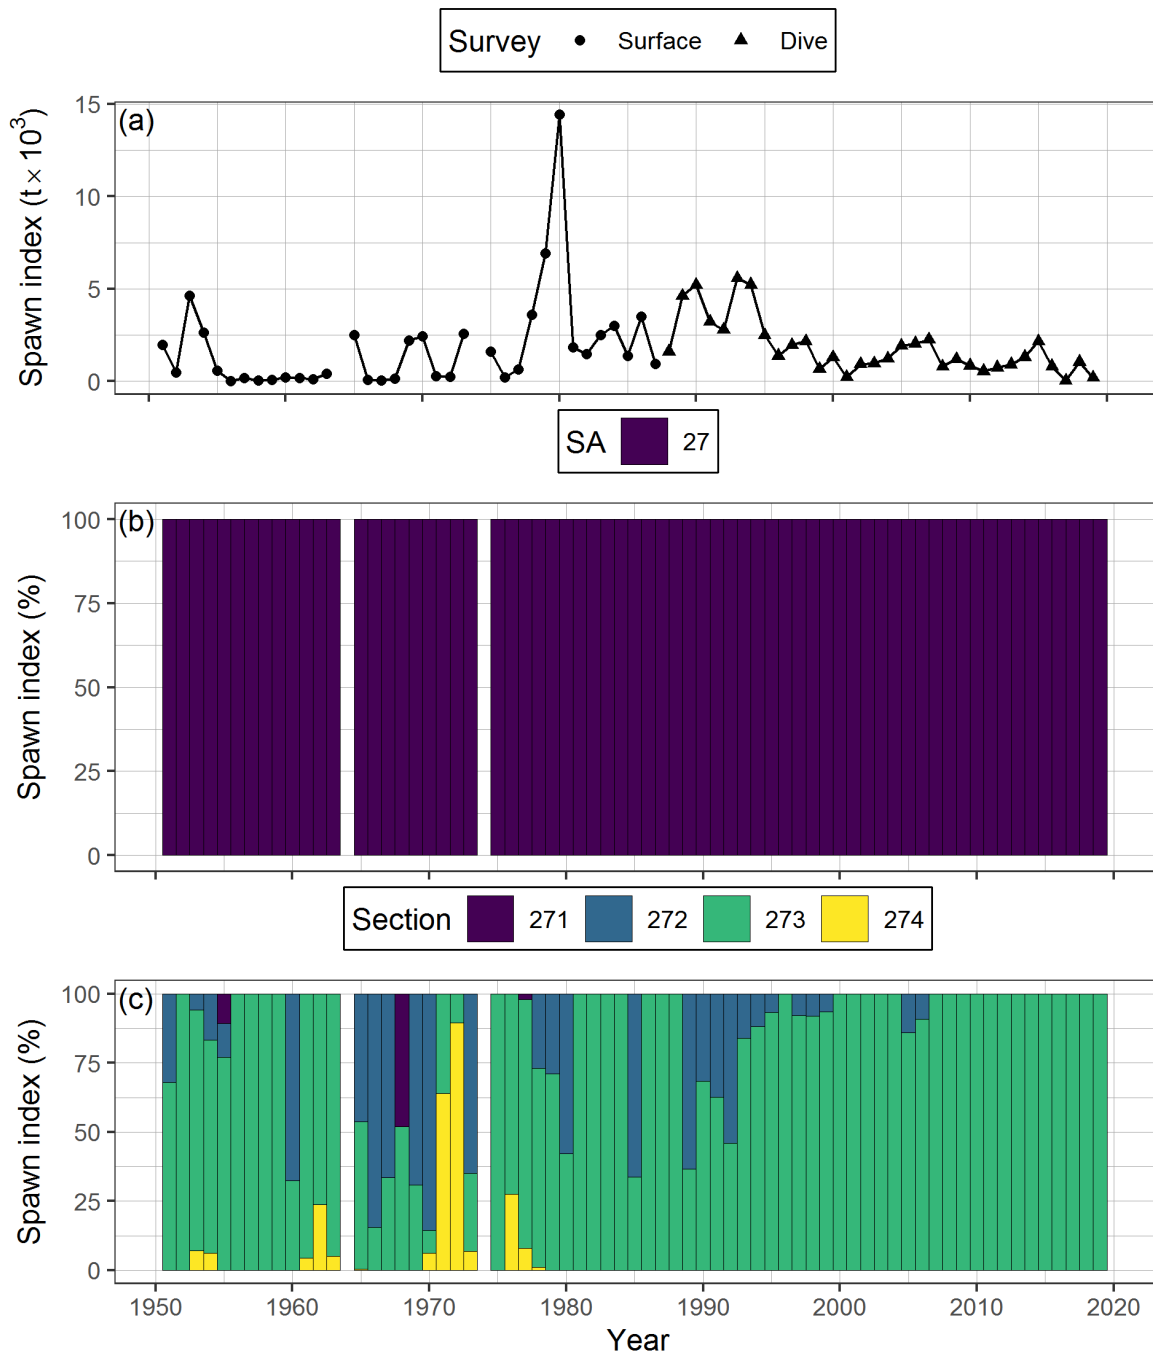 Survey Surface Dive
(a)
Spawn index (t × 10³)
15
10
5
0
SA 27
(b)
Spawn index (%)
100
75
50
25
0
Section 271 272 273 274
(c)
Spawn index (%)
100
75
50
25
0
1950 1960 1970 1980 1990 2000 2010 2020
Year